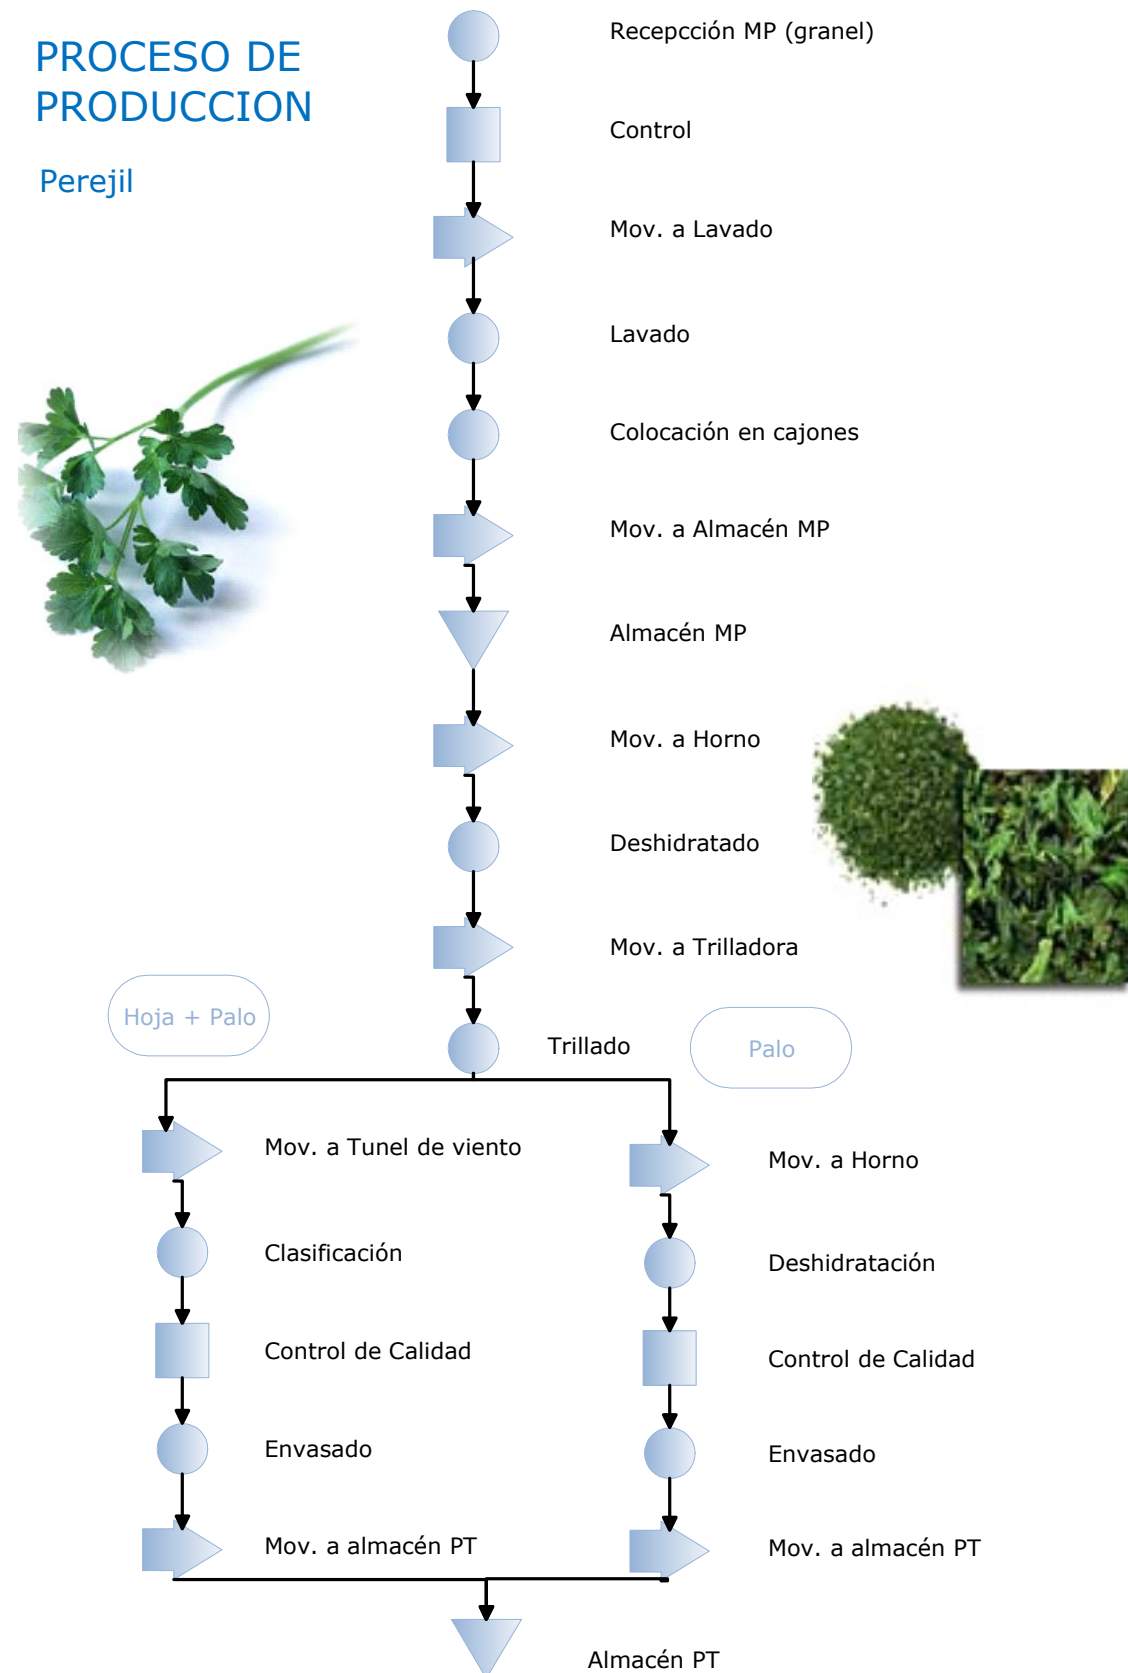 PROCESO DE
PRODUCCION
Perejil
Recepcción MP (granel)
Control
Mov. a Lavado
Lavado
Colocación en cajones
Mov. a Almacén MP
Almacén MP
Mov. a Horno
Deshidratado
Mov. a Trilladora
Hoja + Palo
Trillado
Palo
Mov. a Tunel de viento
Clasificación
Control de Calidad
Envasado
Mov. a almacén PT
Mov. a Horno
Deshidratación
Control de Calidad
Envasado
Mov. a almacén PT
Almacén PT